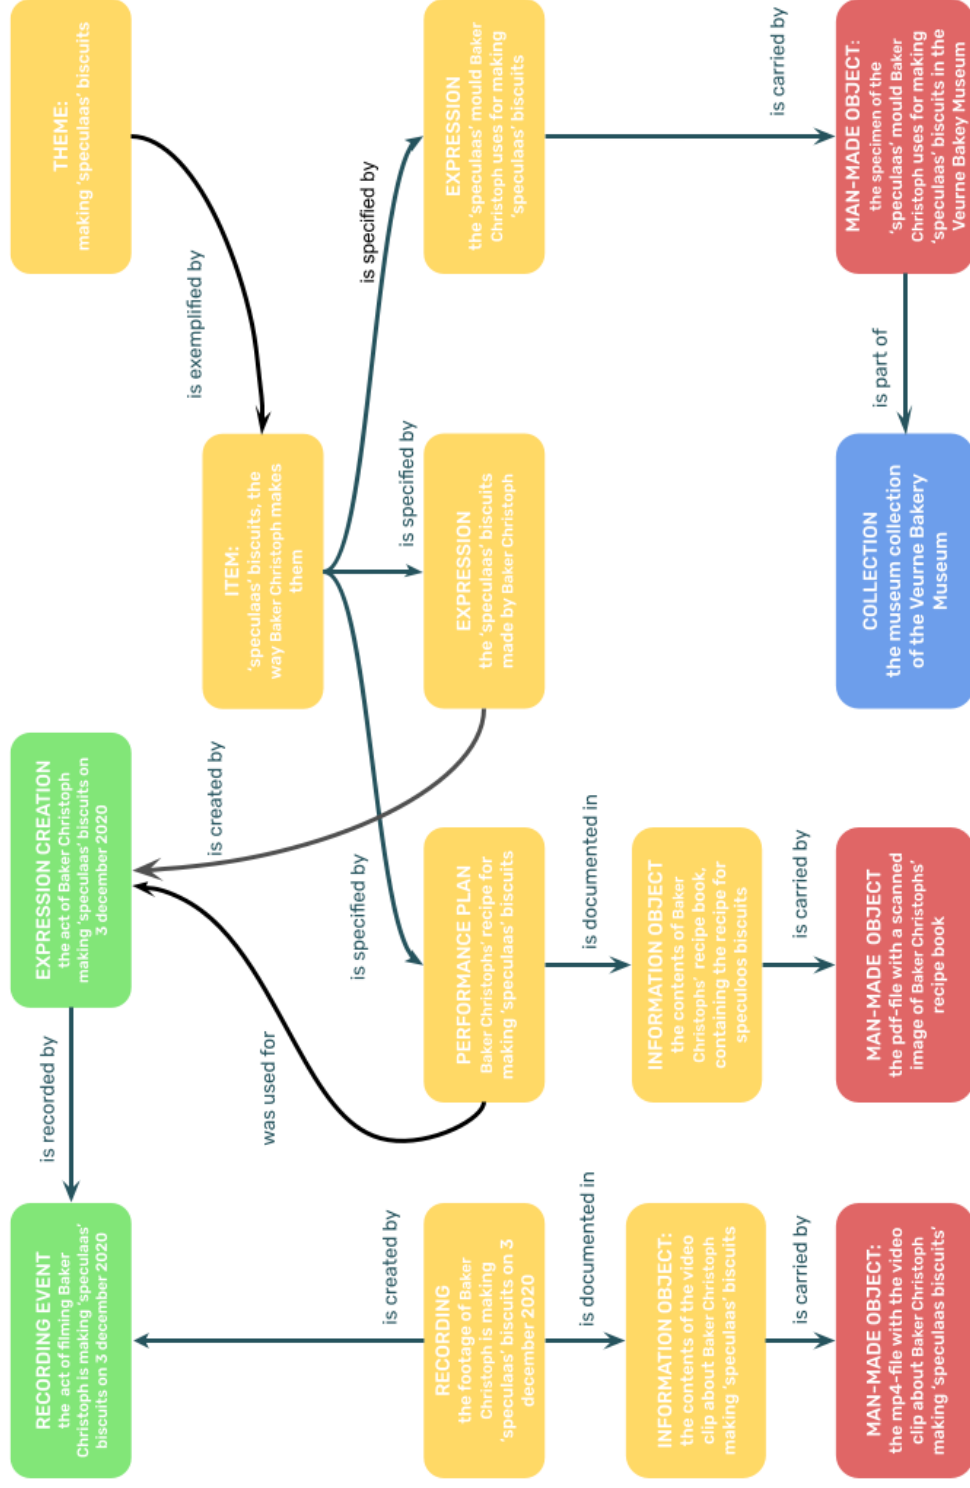 RECORDING EVENT
the act of filming Baker
Christoph is making ‘speculaas’
biscuits on 3 december 2020
is recorded by
EXPRESSION CREATION
the act of Baker Christoph
making ‘speculaas’ biscuits on
3 december 2020
THEME:
making ‘speculaas’ biscuits
is exemplified by
was used for
is created by
ITEM:
‘speculaas’ biscuits, the
way Baker Christoph makes
them
is created by
is specified by
is specified by
is specified by
RECORDING
the footage of Baker
Christoph is making
‘speculaas’ biscuits on 3
december 2020
PERFORMANCE PLAN
Baker Christophs’ recipe for
making ‘speculaas’ biscuits
EXPRESSION
the ‘speculaas’ biscuits
made by Baker Christoph
EXPRESSION
the ‘speculaas’ mould Baker
Christoph uses for making
‘speculaas’ biscuits
is documented in
is documented in
INFORMATION OBJECT:
the contents of the video
clip about Baker Christoph
making ‘speculaas’ biscuits
INFORMATION OBJECT
the contents of Baker
Christophs’ recipe book,
containing the recipe for
speculoos biscuits
is carried by
is carried by
is carried by
MAN-MADE OBJECT:
the mp4-file with the video
clip about Baker Christoph
making ‘speculaas biscuits’
MAN-MADE OBJECT
the pdf-file with a scanned
image of Baker Christophs’
recipe book
COLLECTION
the museum collection
of the Veurne Bakery
Museum
is part of
MAN-MADE OBJECT:
the specimen of the
‘speculaas’ mould Baker
Christoph uses for making
‘speculaas’ biscuits in the
Veurne Bakey Museum